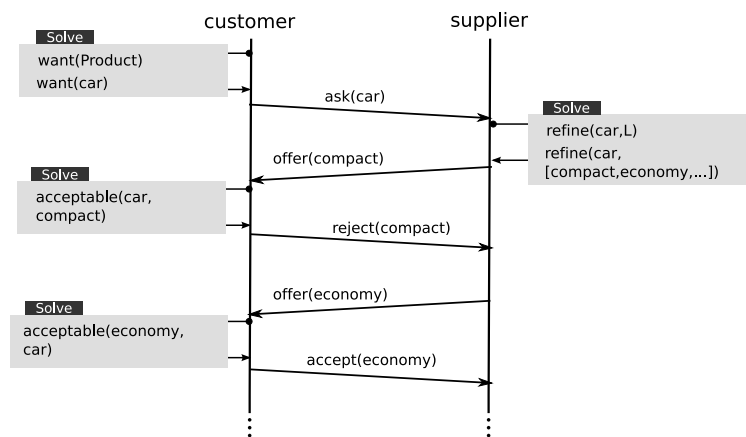 customer
supplier
Solve
want(Product)
want(car)
ask(car)
Solve
refine(car,L)
refine(car,
[compact,economy,...])
offer(compact)
Solve
acceptable(car,
compact)
reject(compact)
offer(economy)
Solve
acceptable(economy,
car)
accept(economy)